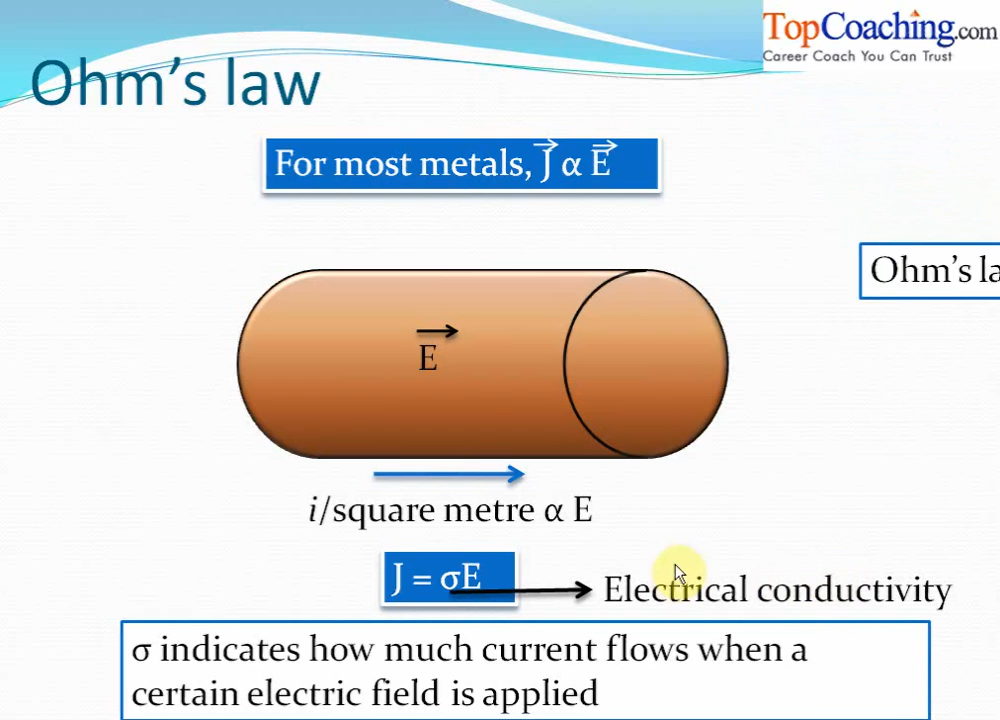 TopCoaching.com
Career Coach You Can Trust
Ohm's law
For most metals, J α E
Ohm's la
E
i/square metre α E
J = σE
Electrical conductivity
σ indicates how much current flows when a
certain electric field is applied